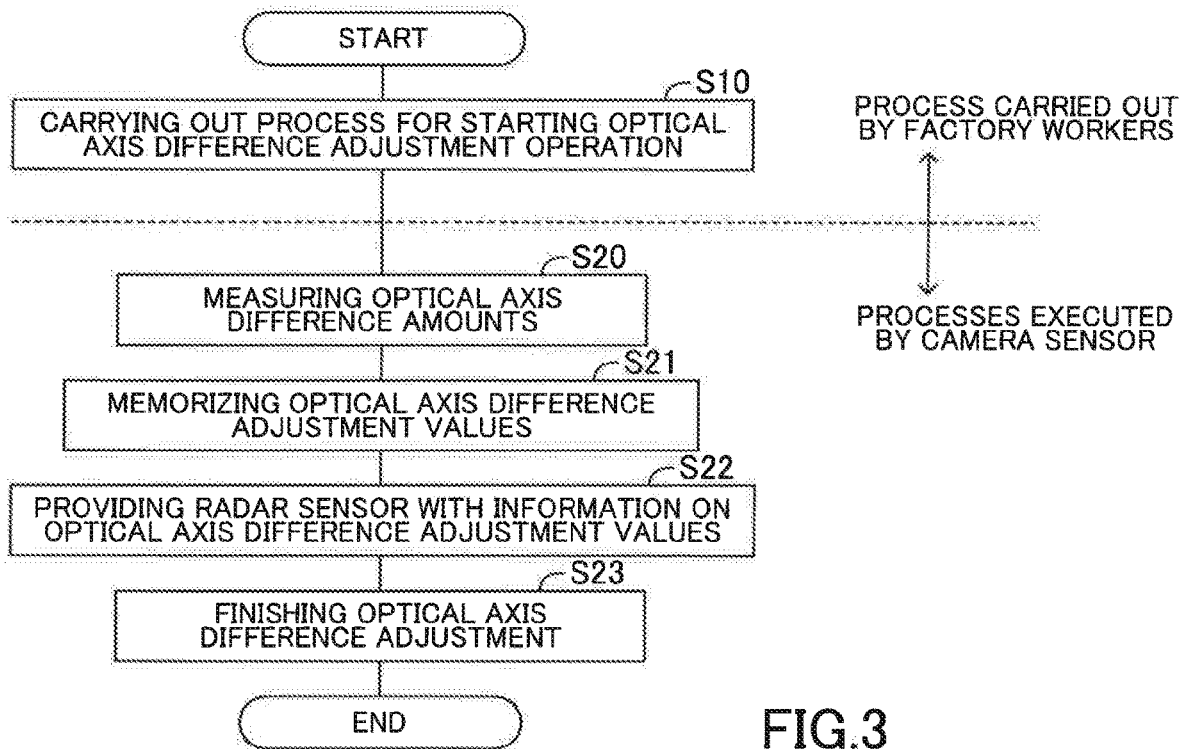 START
S10
CARRYING OUT PROCESS FOR STARTING OPTICAL
AXIS DIFFERENCE ADJUSTMENT OPERATION
PROCESS CARRIED OUT
BY FACTORY WORKERS
S20
MEASURING OPTICAL AXIS
DIFFERENCE AMOUNTS
PROCESSES EXECUTED
BY CAMERA SENSOR
S21
MEMORIZING OPTICAL AXIS DIFFERENCE
ADJUSTMENT VALUES
S22
PROVIDING RADAR SENSOR WITH INFORMATION ON
OPTICAL AXIS DIFFERENCE ADJUSTMENT VALUES
S23
FINISHING OPTICAL AXIS
DIFFERENCE ADJUSTMENT
END
FIG.3